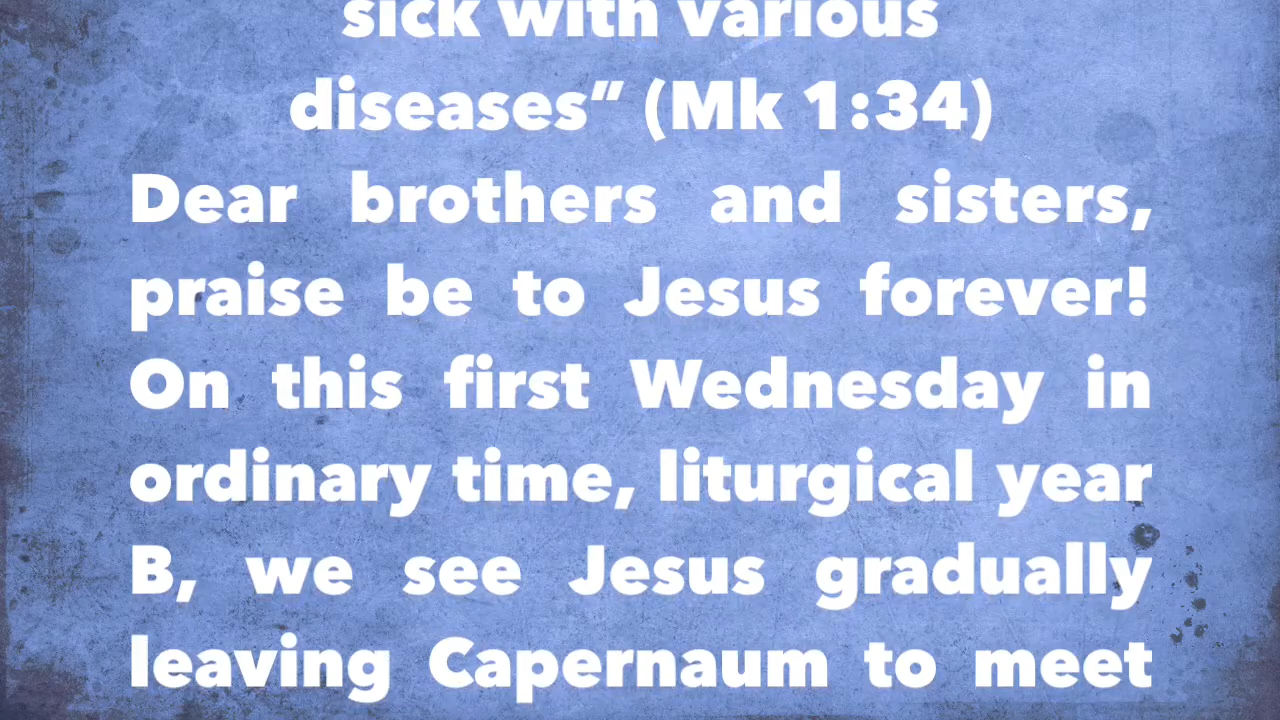 sick with various
diseases” (Mk 1:34)
Dear brothers and sisters,
praise be to Jesus forever!
On this first Wednesday in
ordinary time, liturgical year
B, we see Jesus gradually
leaving Capernaum to meet